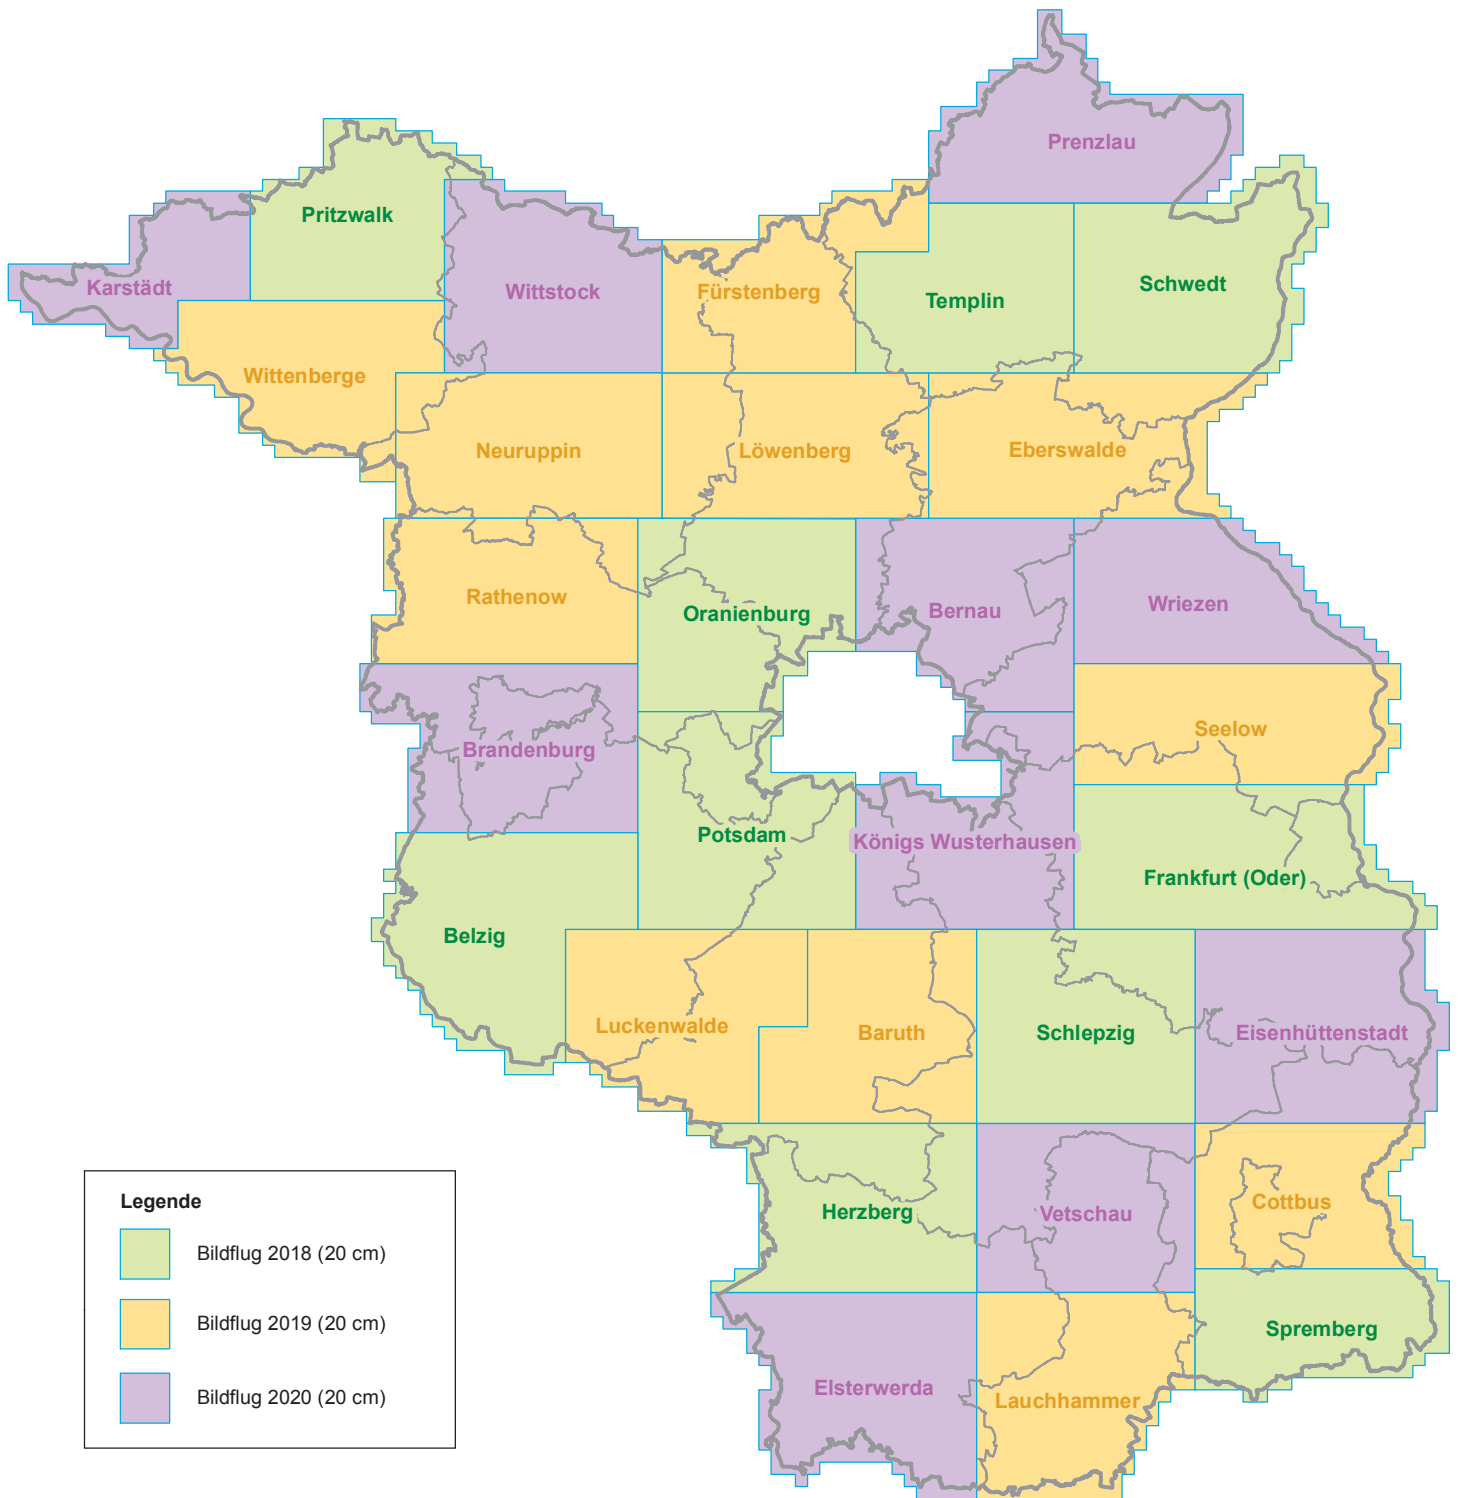 Prenzlau
Pritzwalk
Karstädt
Wittstock
Fürstenberg
Templin
Schwedt
Wittenberge
Neuruppin
Löwenberg
Eberswalde
Rathenow
Oranienburg
Bernau
Wriezen
Brandenburg
Seelow
Potsdam
Königs Wusterhausen
Frankfurt (Oder)
Belzig
Luckenwalde
Baruth
Schlepzig
Eisenhüttenstadt
Herzberg
Vetschau
Cottbus
Spremberg
Elsterwerda
Lauchhammer
Legende
Bildflug 2018 (20 cm)
Bildflug 2019 (20 cm)
Bildflug 2020 (20 cm)